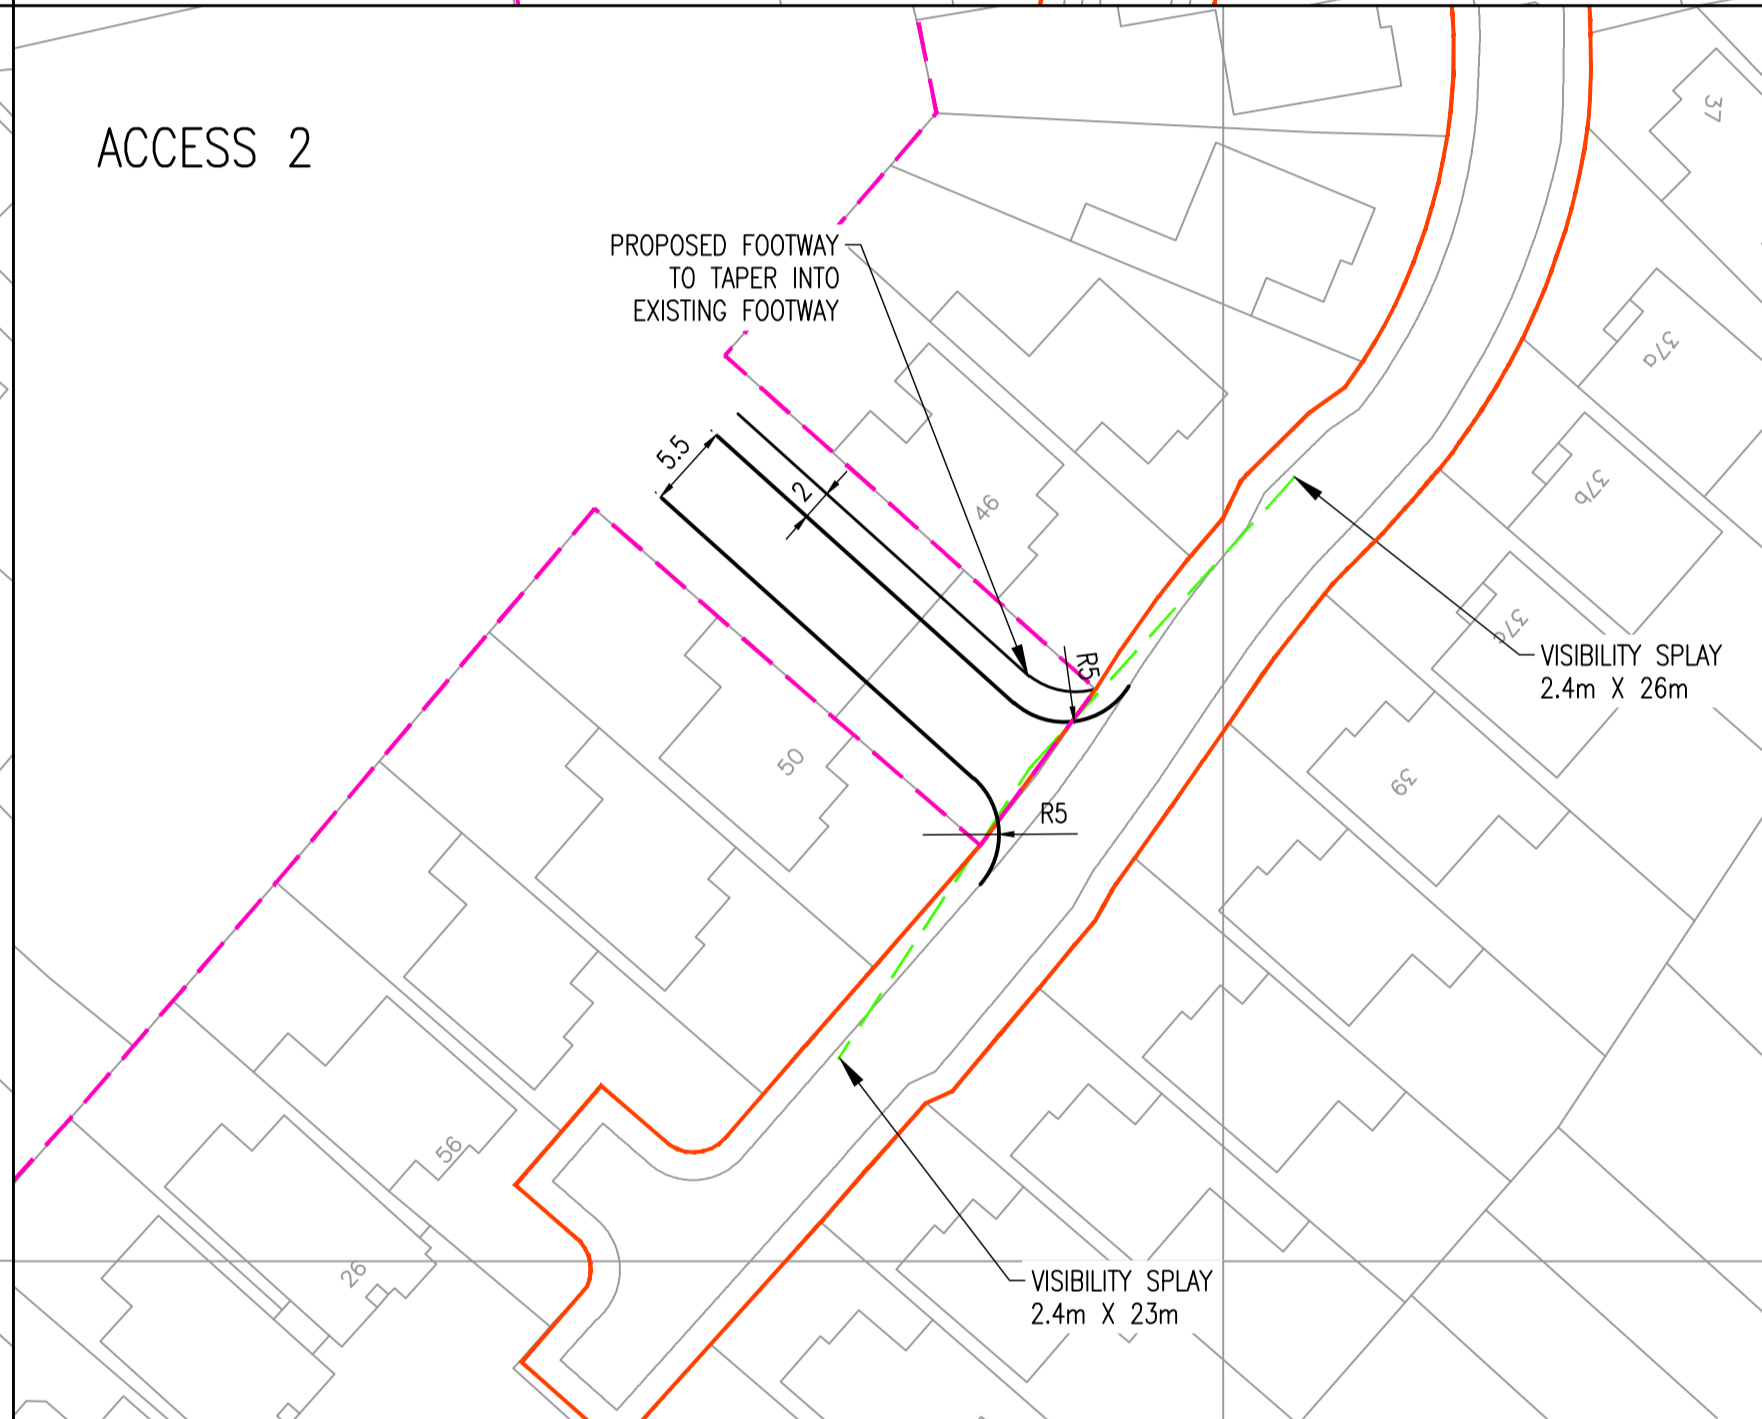 ACCESS 2
PROPOSED FOOTWAY
TO TAPER INTO
EXISTING FOOTWAY
5.5
2
46
R5
R5
50
56
26
37
37a
37b
37c
39
VISIBILITY SPLAY
2.4m X 26m
VISIBILITY SPLAY
2.4m X 23m